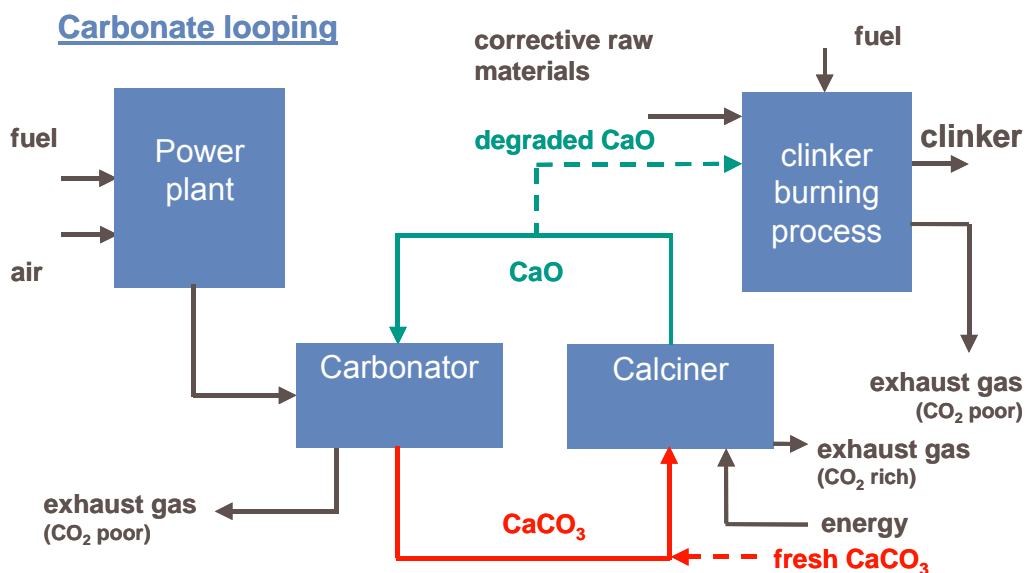 Carbonate looping
corrective raw
materials
fuel
fuel
Power
plant
degraded CaO
clinker
burning
process
clinker
air
CaO
Carbonator
Calciner
exhaust gas
(CO₂ poor)
exhaust gas
(CO₂ rich)
exhaust gas
(CO₂ poor)
CaCO₃
energy
fresh CaCO₃